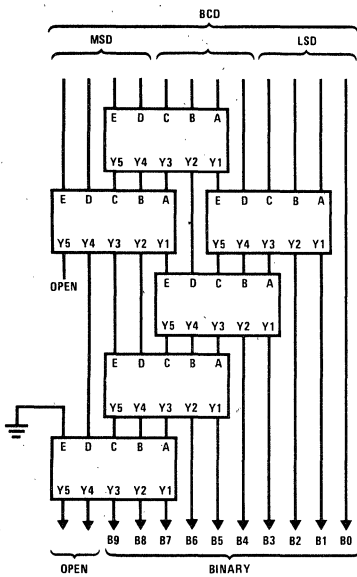 BCD
MSD LSD
E D C B A
Y5 Y4 Y3 Y2 Y1
E D C B A E D C B A
Y5 Y4 Y3 Y2 Y1 Y5 Y4 Y3 Y2 Y1
OPEN
E D C B A
Y5 Y4 Y3 Y2 Y1
E D C B A
Y5 Y4 Y3 Y2 Y1
E D C B A
Y5 Y4 Y3 Y2 Y1
B9 B8 B7 B6 B5 B4 B3 B2 B1 B0
OPEN BINARY